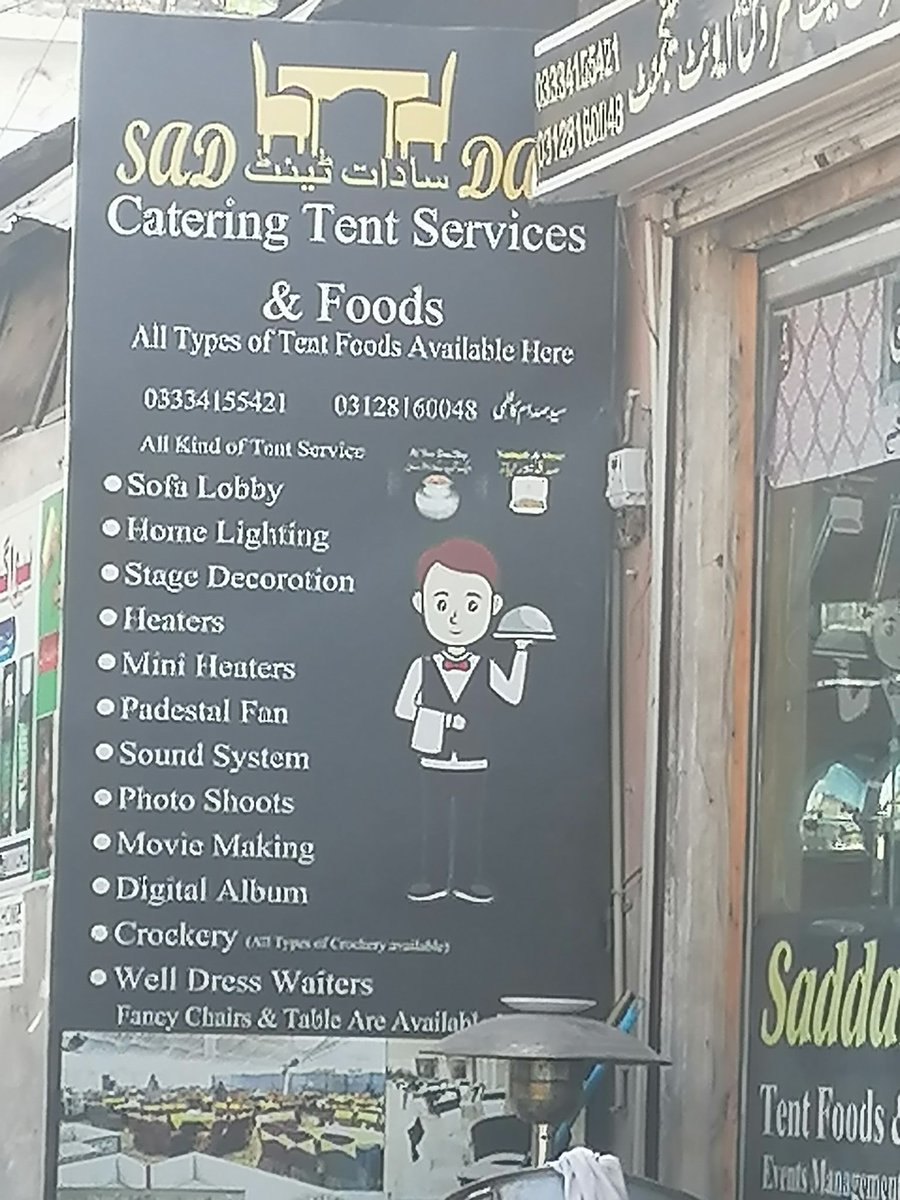 SAD سادات ٹینٹ DA
Catering Tent Services
& Foods
All Types of Tent Foods Available Here
03334155421 03128160048 سید صدام کاظمی
All Kind of Tent Service
Sofa Lobby
Home Lighting
Stage Decorotion
Heaters
Mini Heaters
Padestal Fan
Sound System
Photo Shoots
Movie Making
Digital Album
Crockery (All Types of Crockery available)
Well Dress Waiters
Fancy Chairs & Table Are Availabl
03334155421
03128160048
Sadda
Tent Foods &
Events Management